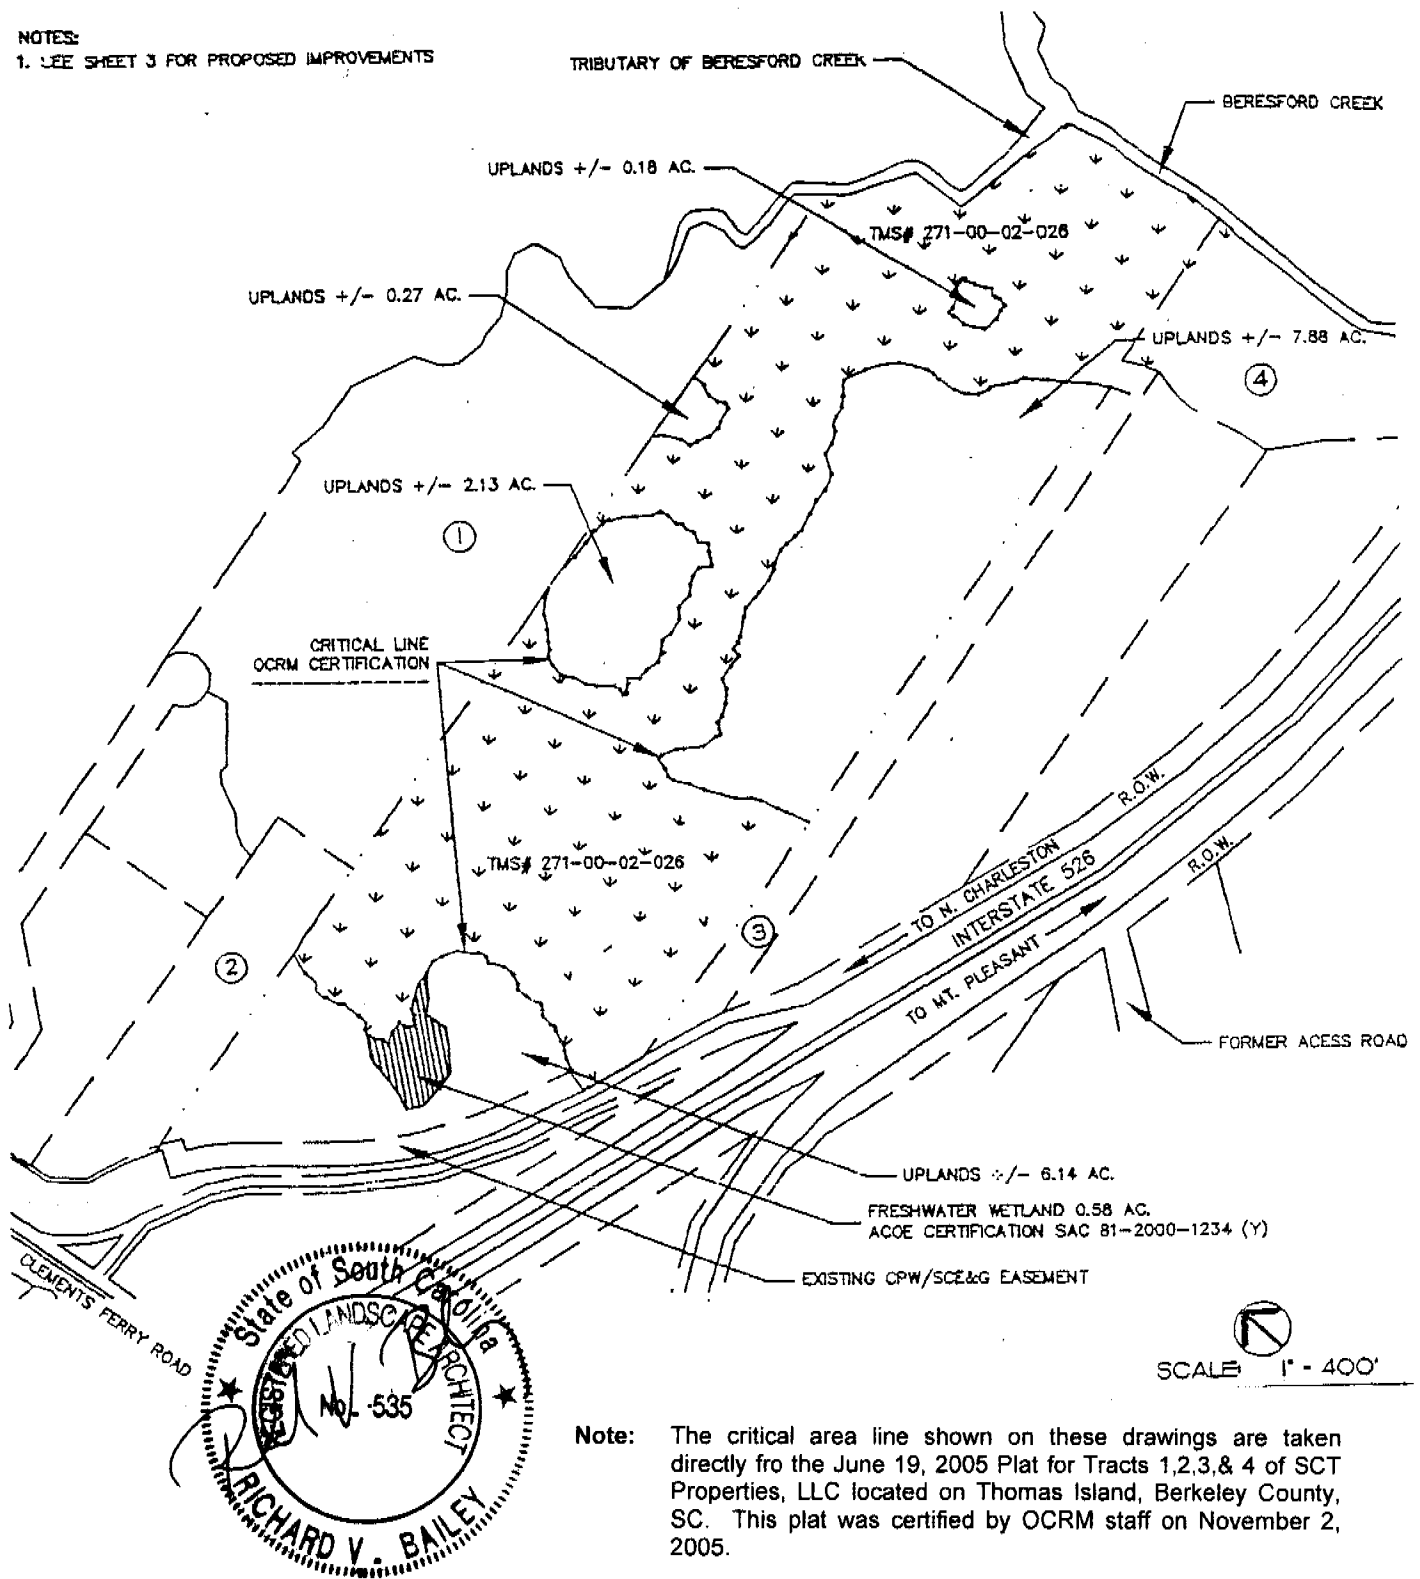 NOTES:
1. SEE SHEET 3 FOR PROPOSED IMPROVEMENTS
TRIBUTARY OF BERESFORD CREEK
BERESFORD CREEK
UPLANDS +/- 0.18 AC.
TMS# 271-00-02-026
UPLANDS +/- 0.27 AC.
UPLANDS +/- 7.88 AC.
4
UPLANDS +/- 2.13 AC.
1
CRITICAL LINE
OCRM CERTIFICATION
R.O.W.
R.O.W.
TMS# 271-00-02-026
TO N. CHARLESTON
INTERSTATE 526
TO MT. PLEASANT
3
2
FORMER ACESS ROAD
UPLANDS +/- 6.14 AC.
FRESHWATER WETLAND 0.58 AC.
ACOE CERTIFICATION SAC 81-2000-1234 (Y)
EXISTING CPW/SCE&G EASEMENT
CLEMENTS FERRY ROAD
State of South Carolina
REGISTERED LANDSCAPE ARCHITECT
No. 535
RICHARD V. BAILEY
SCALE 1" - 400'
Note: The critical area line shown on these drawings are taken
directly fro the June 19, 2005 Plat for Tracts 1,2,3,& 4 of SCT
Properties, LLC located on Thomas Island, Berkeley County,
SC. This plat was certified by OCRM staff on November 2,
2005.